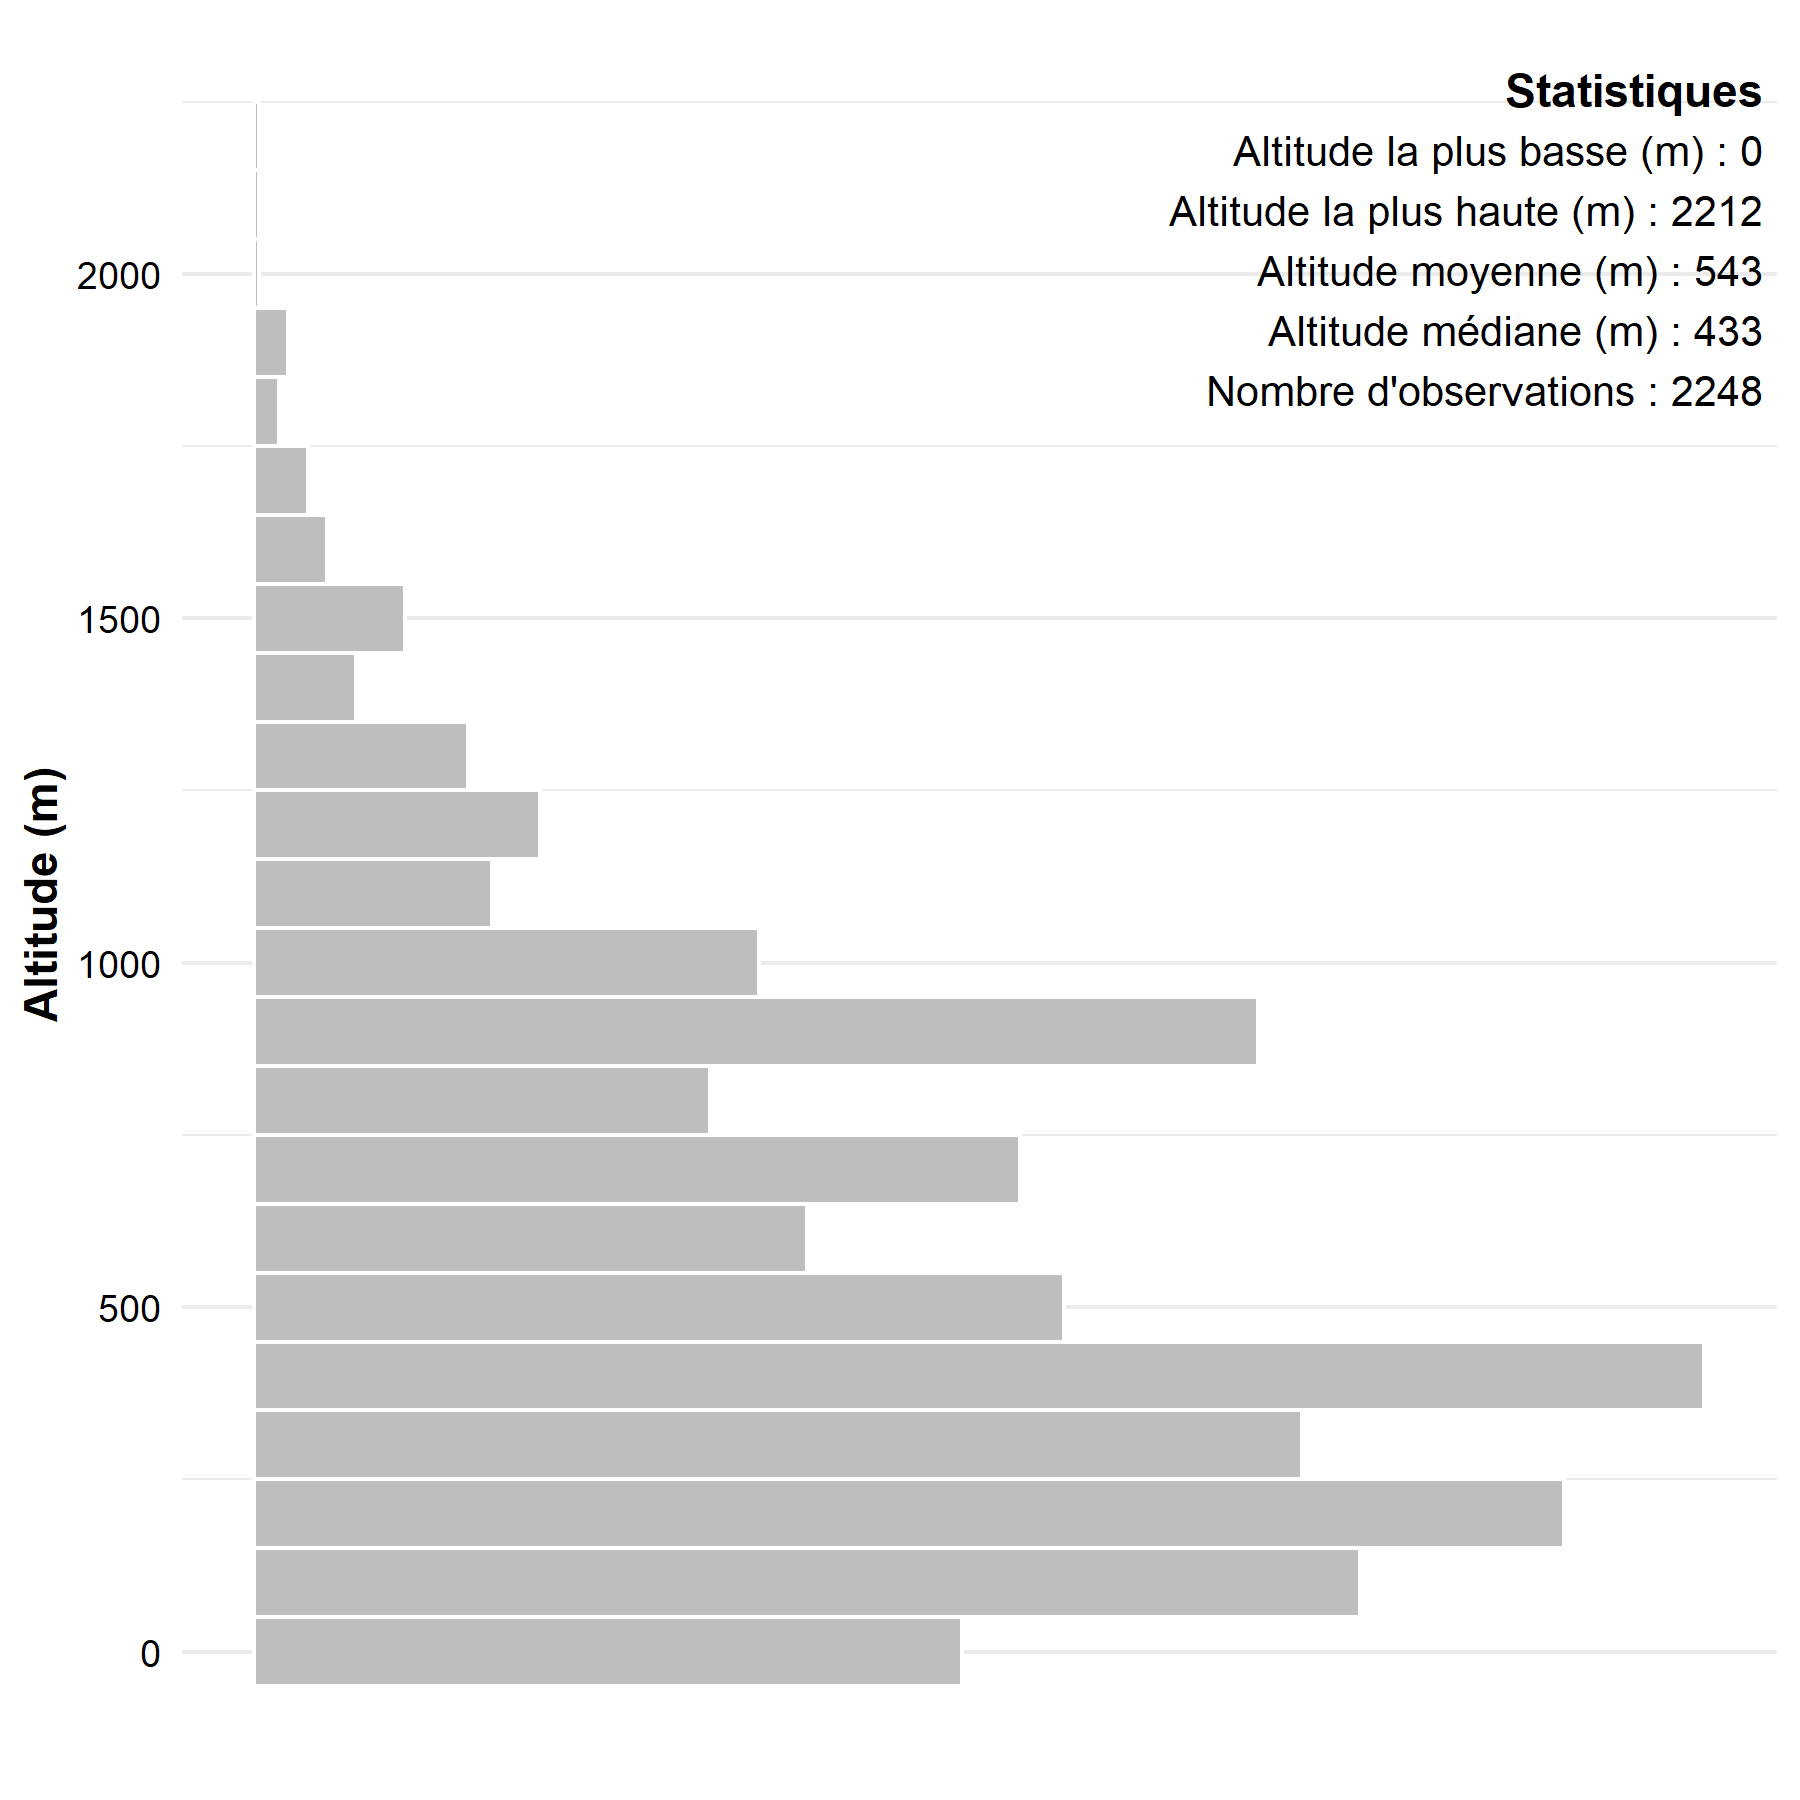 Statistiques
Altitude la plus basse (m) : 0
Altitude la plus haute (m) : 2212
Altitude moyenne (m) : 543
Altitude médiane (m) : 433
Nombre d'observations : 2248
2000
1500
1000
500
0
Altitude (m)